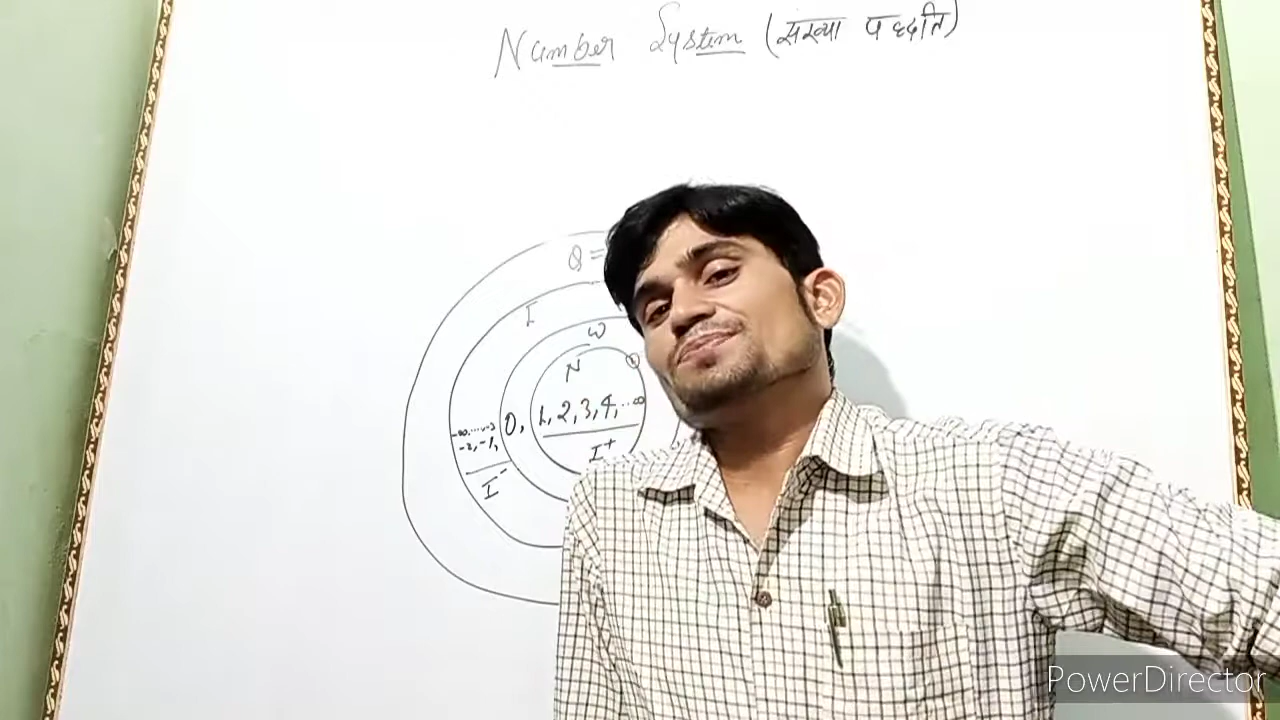 Number System (संख्या पद्धति)
Q =
I
W
N
0, 1, 2, 3, 4, ...∞
-∞,....-3
-2,-1,
I⁺
I⁻
PowerDirector